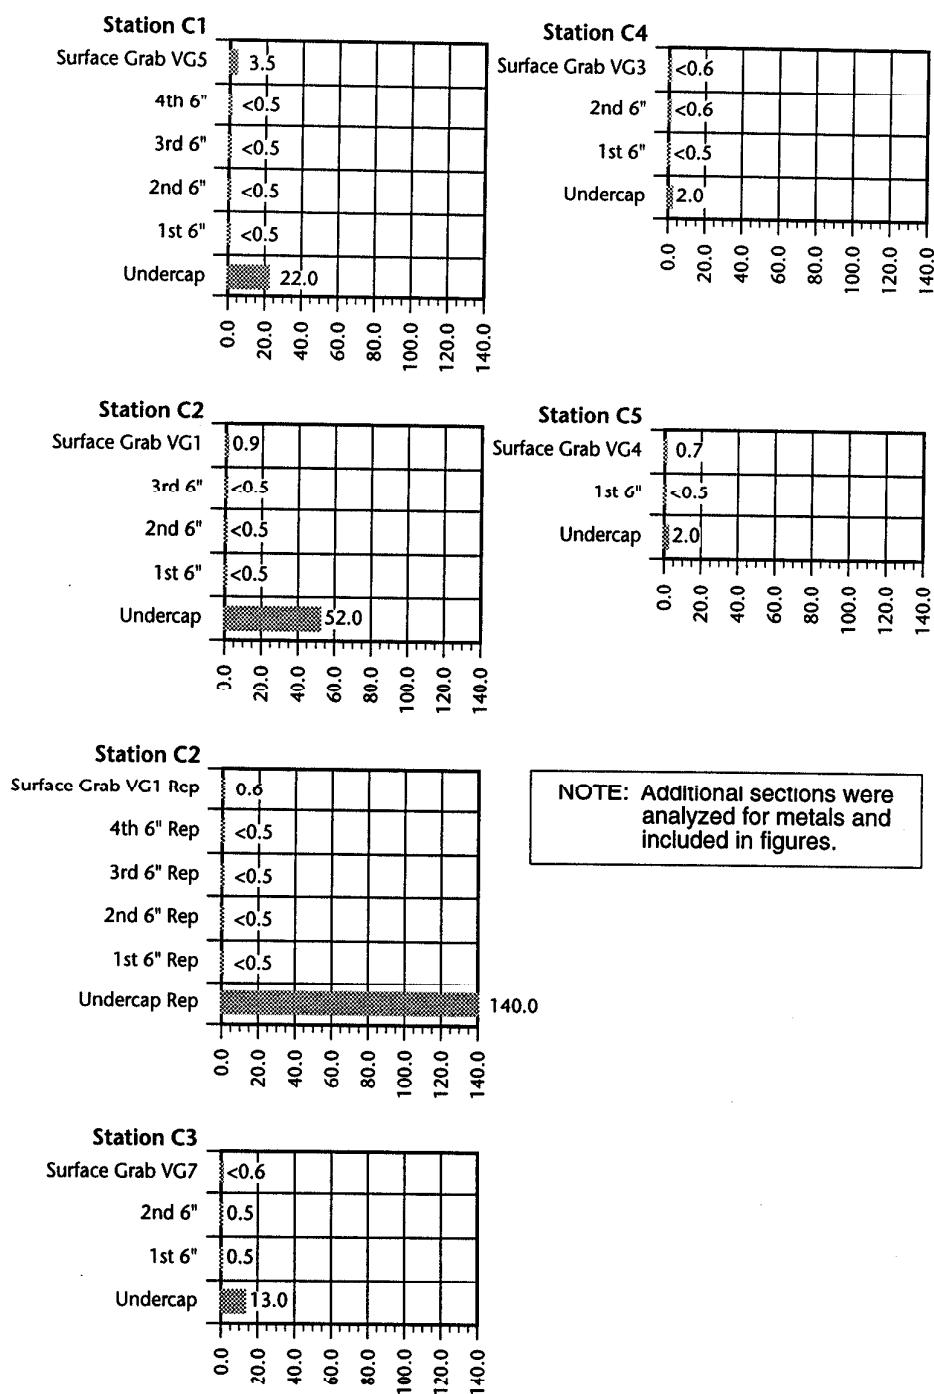 Station C1
Surface Grab VG5 3.5
4th 6" <0.5
3rd 6" <0.5
2nd 6" <0.5
1st 6" <0.5
Undercap 22.0
0.0 20.0 40.0 60.0 80.0 100.0 120.0 140.0
Station C4
Surface Grab VG3 <0.6
2nd 6" <0.6
1st 6" <0.5
Undercap 2.0
0.0 20.0 40.0 60.0 80.0 100.0 120.0 140.0
Station C2
Surface Grab VG1 0.9
3rd 6" <0.5
2nd 6" <0.5
1st 6" <0.5
Undercap 52.0
0.0 20.0 40.0 60.0 80.0 100.0 120.0 140.0
Station C5
Surface Grab VG4 0.7
1st 6" <0.5
Undercap 2.0
0.0 20.0 40.0 60.0 80.0 100.0 120.0 140.0
Station C2
Surface Grab VG1 Rep 0.6
4th 6" Rep <0.5
3rd 6" Rep <0.5
2nd 6" Rep <0.5
1st 6" Rep <0.5
Undercap Rep 140.0
0.0 20.0 40.0 60.0 80.0 100.0 120.0 140.0
NOTE: Additional sections were
analyzed for metals and
included in figures.
Station C3
Surface Grab VG7 <0.6
2nd 6" 0.5
1st 6" 0.5
Undercap 13.0
0.0 20.0 40.0 60.0 80.0 100.0 120.0 140.0